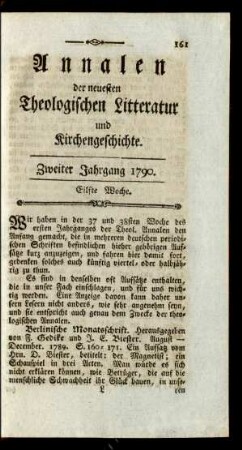 161
Annalen
der neuesten
Theologischen Litteratur
und
Kirchengeschichte.
Zweiter Jahrgang 1790.
Eilfte Woche.
Wir haben in der 37 und 38sten Woche des
ersten Jahrganges der Theol. Annalen den
Anfang gemacht, die in mehreren deutschen periodi-
schen Schriften befindlichen hieher gehörigen Auf-
sätze kurz anzuzeigen, und fahren hier damit fort,
gedenken solches auch künftig viertel- oder halbjäh-
rig zu thun.
Es sind in denselben oft Aufsätze enthalten,
die in unser Fach einschlagen, und für uns wich-
tig werden. Eine Anzeige davon kann daher un-
sern Lesern nicht anders, wie sehr angenehm seyn,
und sie entspricht auch genau dem Zwecke der theo-
logischen Annalen.
Berlinische Monatsschrift. Herausgegeben
von F. Gedike und J. E. Biester. August —
December. 1789. S. 160: 171. Ein Aufsatz vom
Hrn. D. Biester, betitelt: der Magnetist, ein
Schauspiel in drei Acten. Man würde es sich
nicht erklären können, wie Betrüger, die auf die
menschliche Schwachheit ihr Glück bauen, in unse-
L
ren